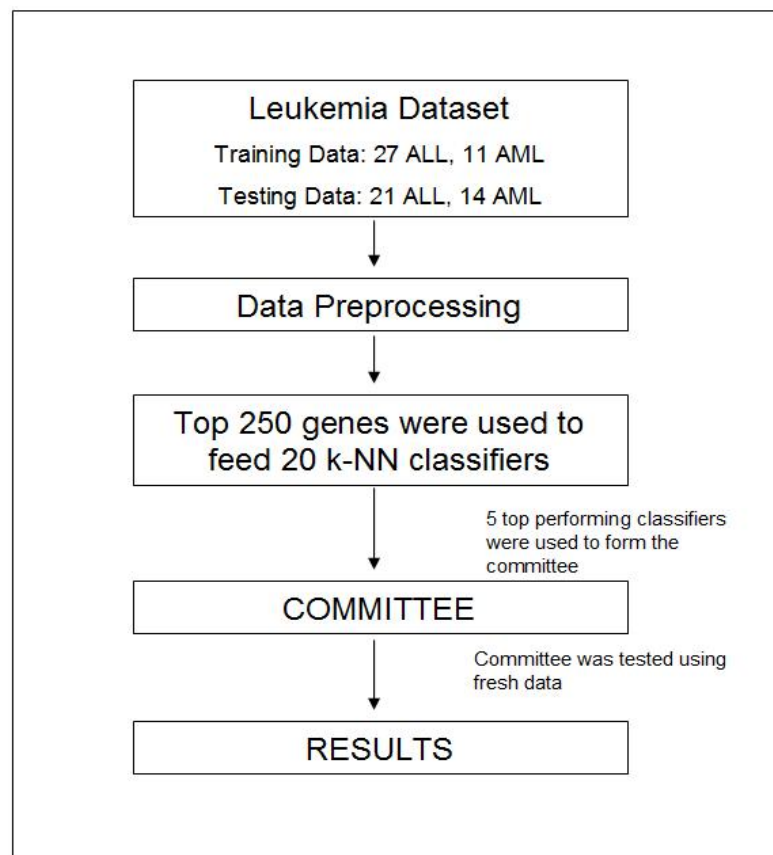 Leukemia Dataset
Training Data: 27 ALL, 11 AML
Testing Data: 21 ALL, 14 AML
Data Preprocessing
Top 250 genes were used to
feed 20 k-NN classifiers
5 top performing classifiers
were used to form the
committee
COMMITTEE
Committee was tested using
fresh data
RESULTS